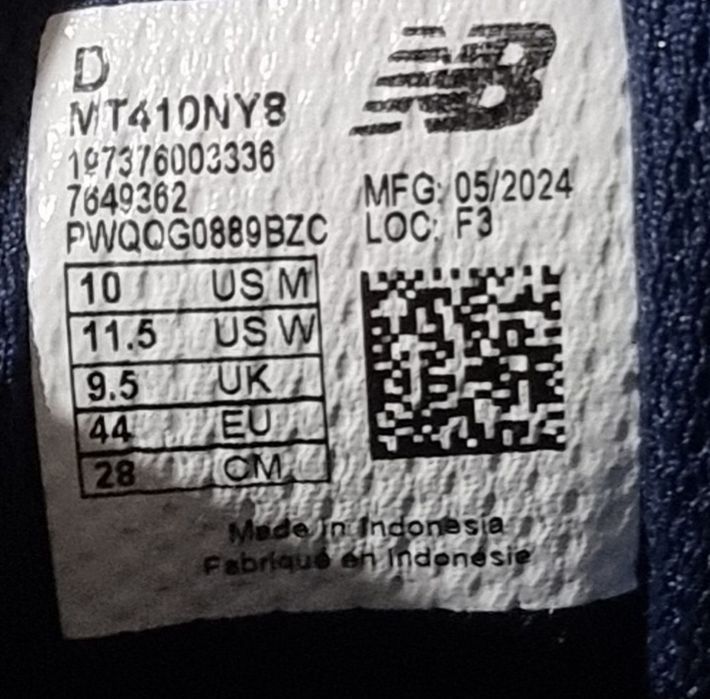 D
MT410NY8
197376003336
7649362
PWQQG0889BZC
NB
MFG: 05/2024
LOC: F3
10 US M
11.5 US W
9.5 UK
44 EU
28 CM
Made in Indonesia
Fabriqué en Indonésie